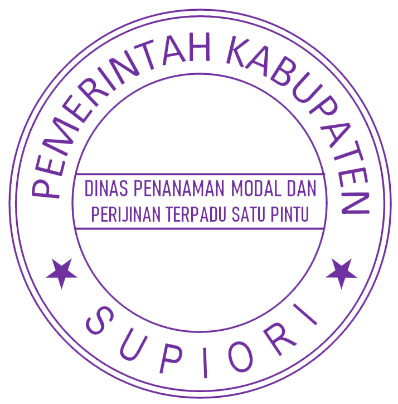 PEMERINTAH KABUPATEN
DINAS PENANAMAN MODAL DAN
PERIJINAN TERPADU SATU PINTU
SUPIORI